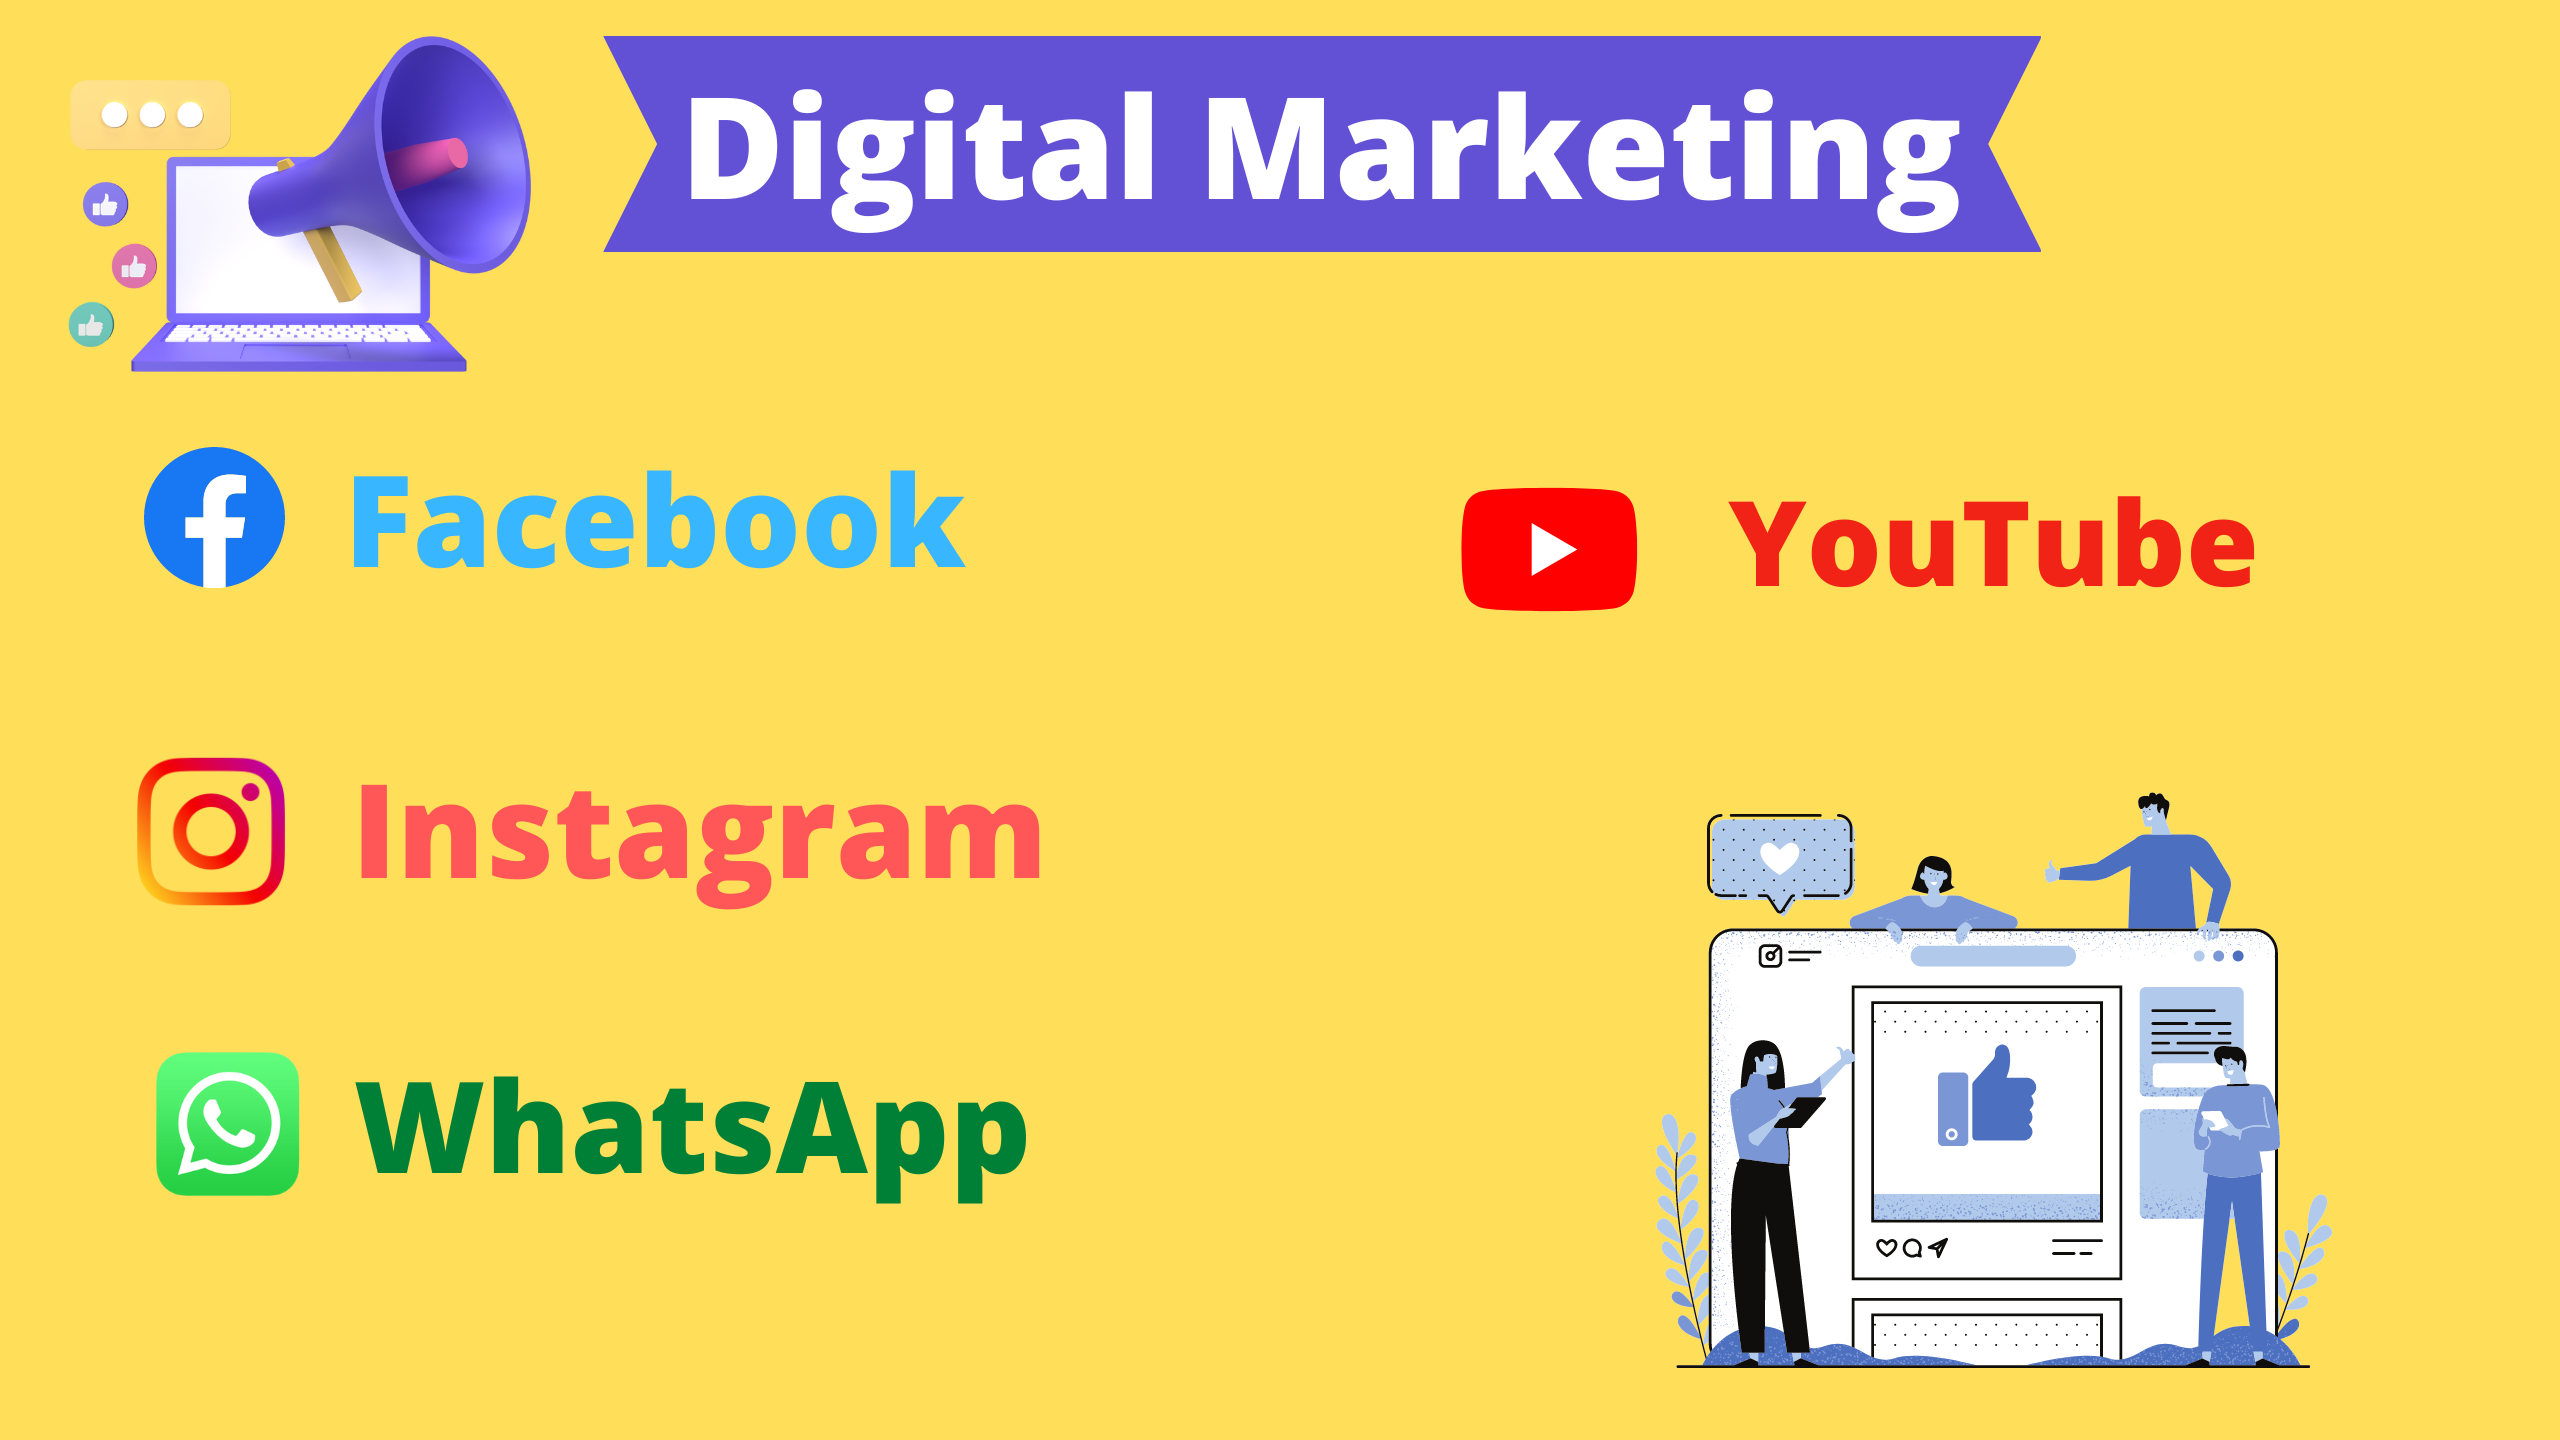 Digital Marketing
Facebook
YouTube
Instagram
WhatsApp